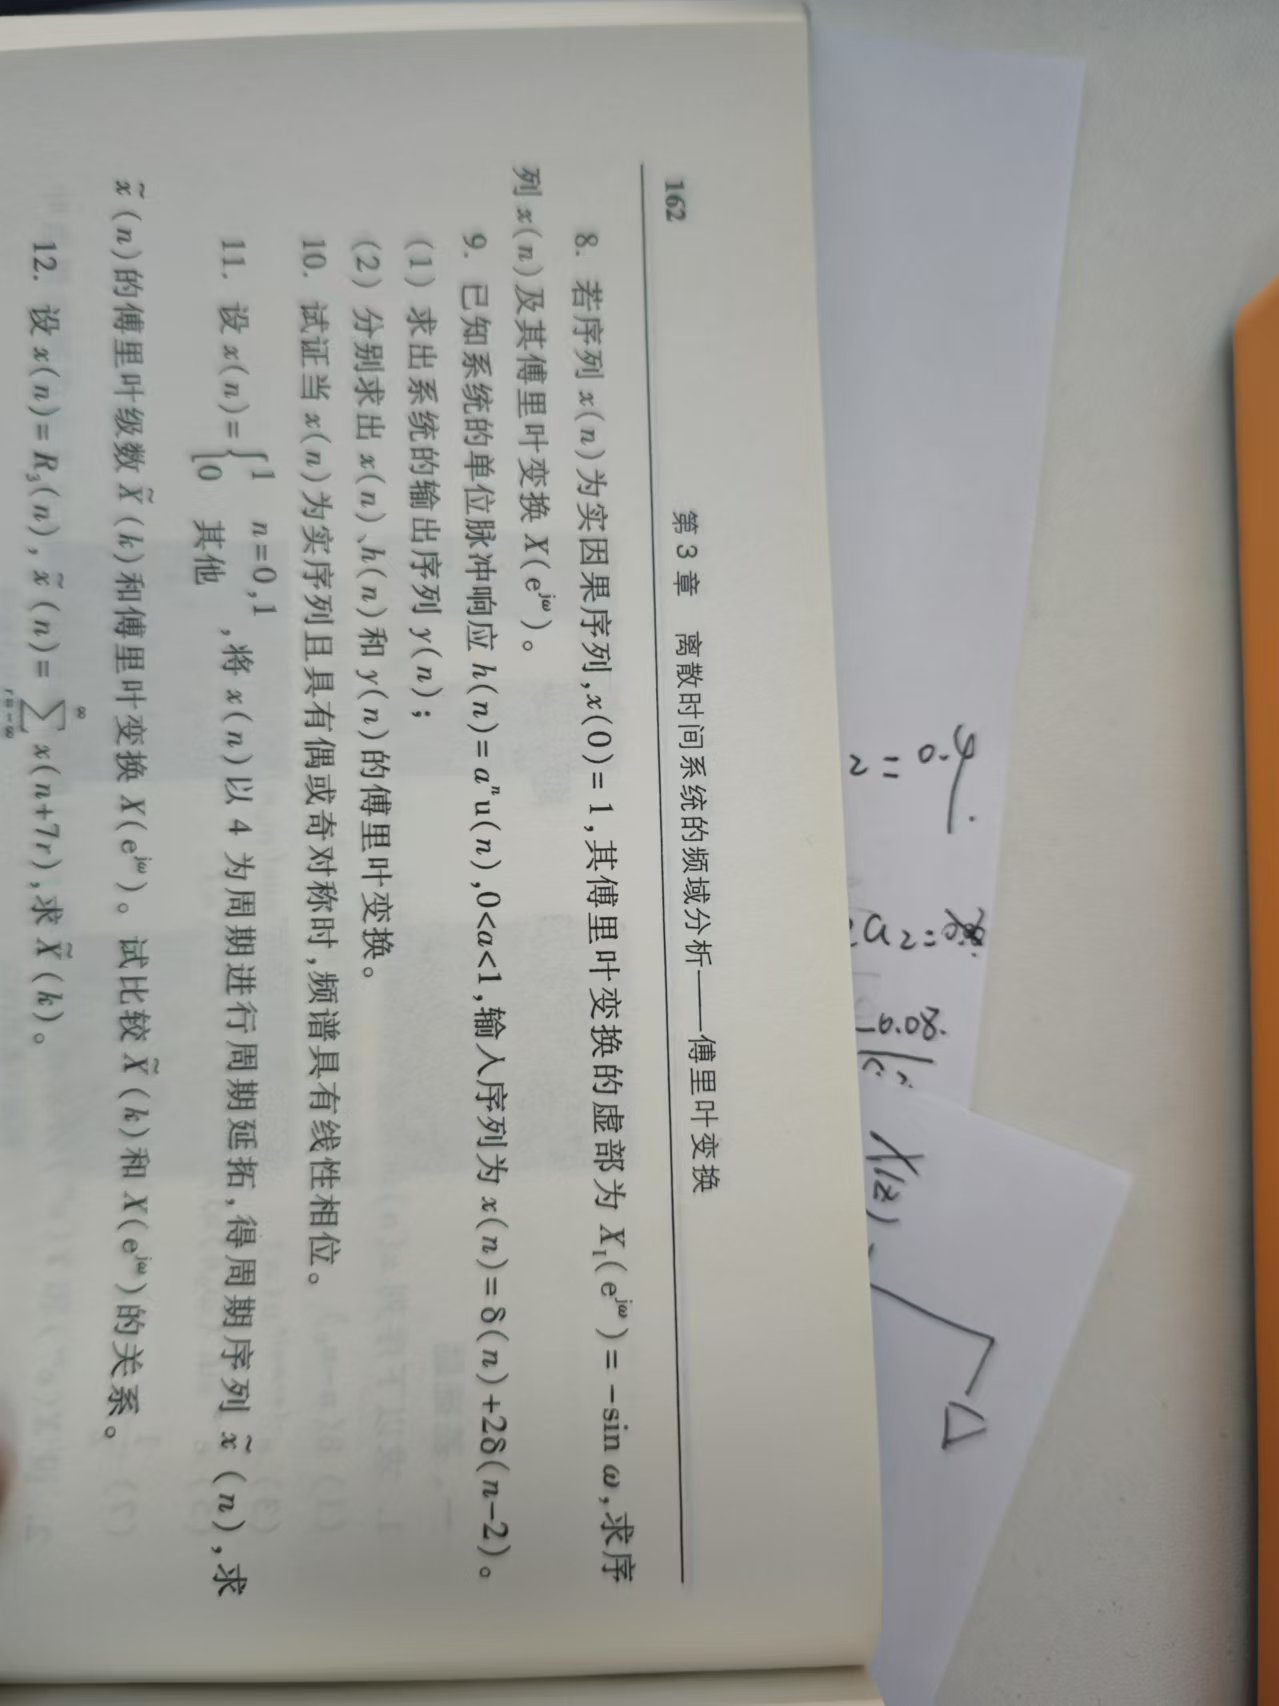 162 第 3 章 离散时间系统的频域分析——傅里叶变换
8. 若序列 x(n)为实因果序列,x(0)=1,其傅里叶变换的虚部为 X₁(e^{jω})=-sin ω,求序
列 x(n)及其傅里叶变换 X(e^{jω})。
9. 已知系统的单位脉冲响应 h(n)=aⁿu(n),0<a<1,输入序列为 x(n)=δ(n)+2δ(n-2)。
(1) 求出系统的输出序列 y(n);
(2) 分别求出 x(n)、h(n)和 y(n)的傅里叶变换。
10. 试证当 x(n)为实序列且具有偶或奇对称时,频谱具有线性相位。
11. 设 x(n)={1 n=0,1
0 其他 ,将 x(n)以 4 为周期进行周期延拓,得周期序列 x̃(n),求
x̃(n)的傅里叶级数 X̃(k)和傅里叶变换 X(e^{jω})。试比较 X̃(k)和 X(e^{jω})的关系。
12. 设 x(n)=R₃(n),x̃(n)=∑_{r=-∞}^{∞} x(n+7r),求 X̃(k)。
2=0.4
a₂=
-0.08
X(z)